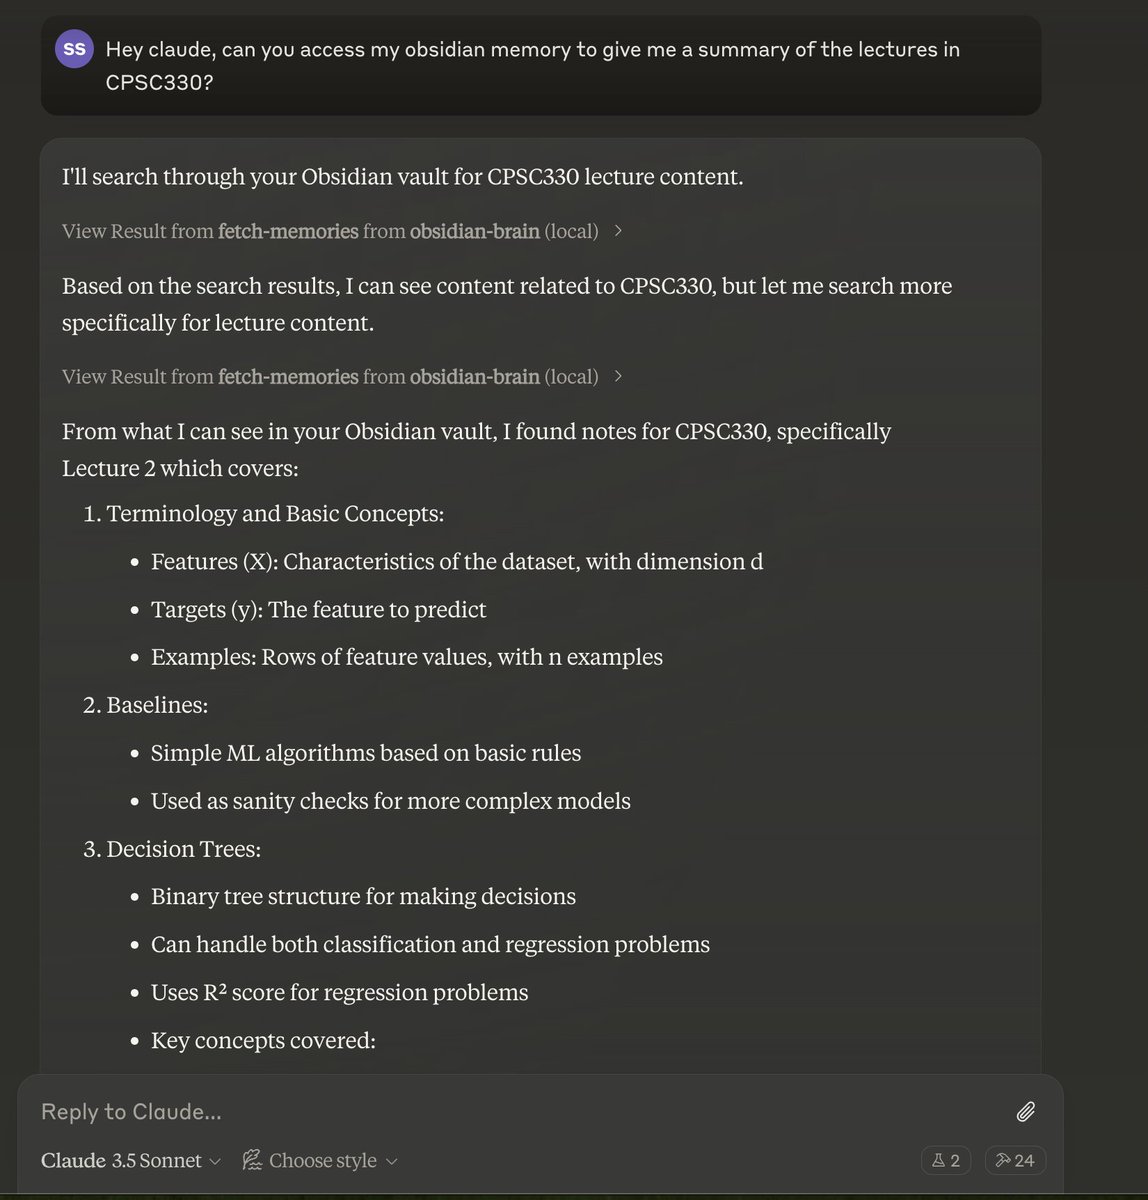 SS
Hey claude, can you access my obsidian memory to give me a summary of the lectures in
CPSC330?
I'll search through your Obsidian vault for CPSC330 lecture content.
View Result from fetch-memories from obsidian-brain (local)
Based on the search results, I can see content related to CPSC330, but let me search more
specifically for lecture content.
View Result from fetch-memories from obsidian-brain (local)
From what I can see in your Obsidian vault, I found notes for CPSC330, specifically
Lecture 2 which covers:
1. Terminology and Basic Concepts:
• Features (X): Characteristics of the dataset, with dimension d
• Targets (y): The feature to predict
• Examples: Rows of feature values, with n examples
2. Baselines:
• Simple ML algorithms based on basic rules
• Used as sanity checks for more complex models
3. Decision Trees:
• Binary tree structure for making decisions
• Can handle both classification and regression problems
• Uses R² score for regression problems
• Key concepts covered:
Reply to Claude...
Claude 3.5 Sonnet Choose style 2 24